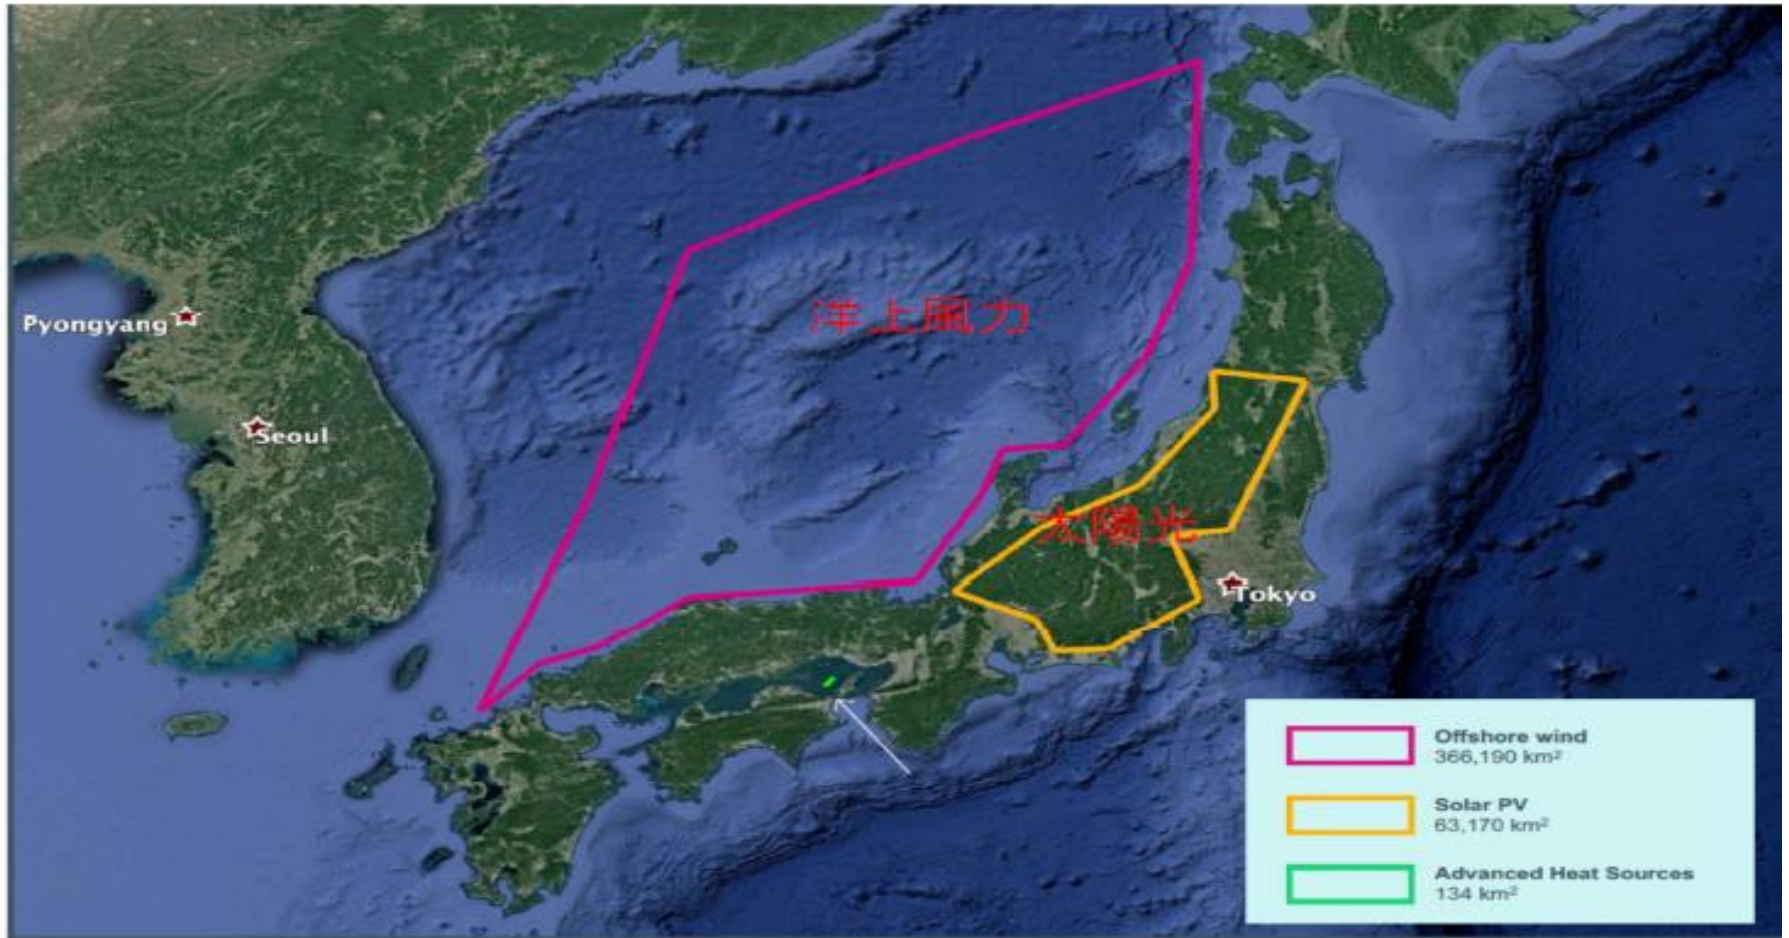 洋上風力
Pyongyang
Seoul
太陽光
Tokyo
Offshore wind
366,190 km²
Solar PV
63,170 km²
Advanced Heat Sources
134 km²